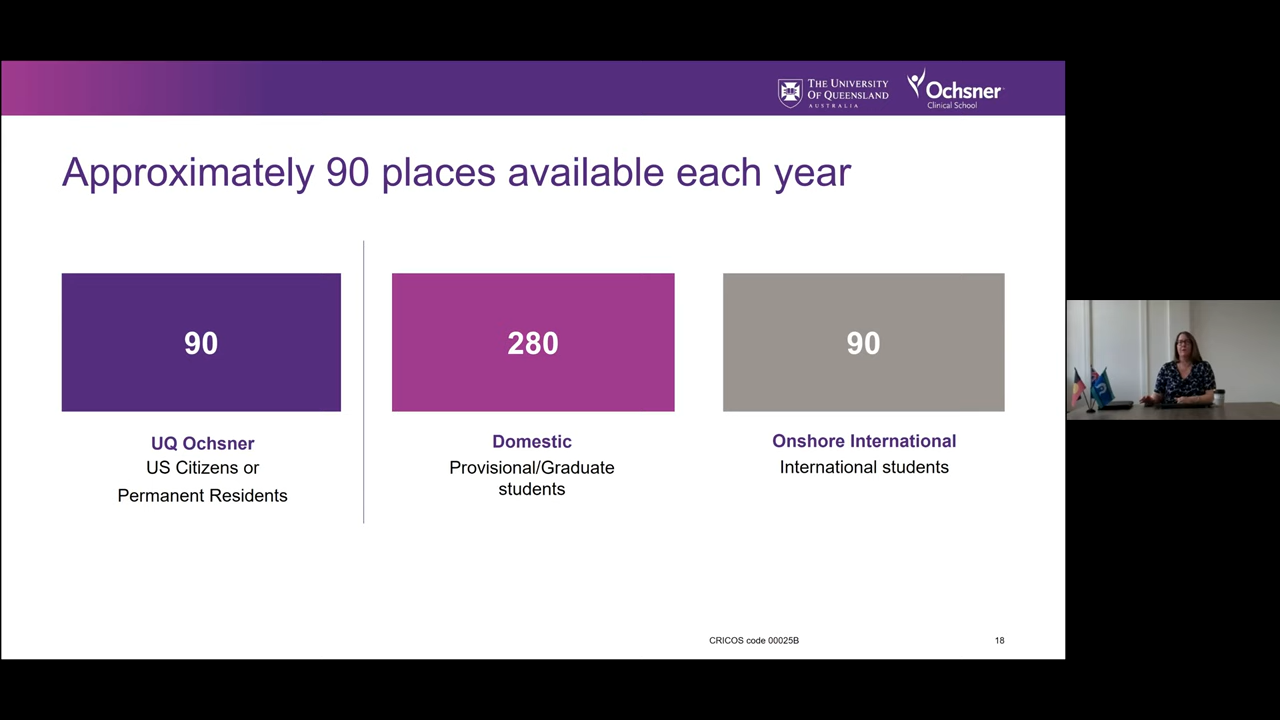 THE UNIVERSITY
OF QUEENSLAND
AUSTRALIA
Ochsner
Clinical School
Approximately 90 places available each year
90
280
90
UQ Ochsner
US Citizens or
Permanent Residents
Domestic
Provisional/Graduate
students
Onshore International
International students
CRICOS code 00025B
18